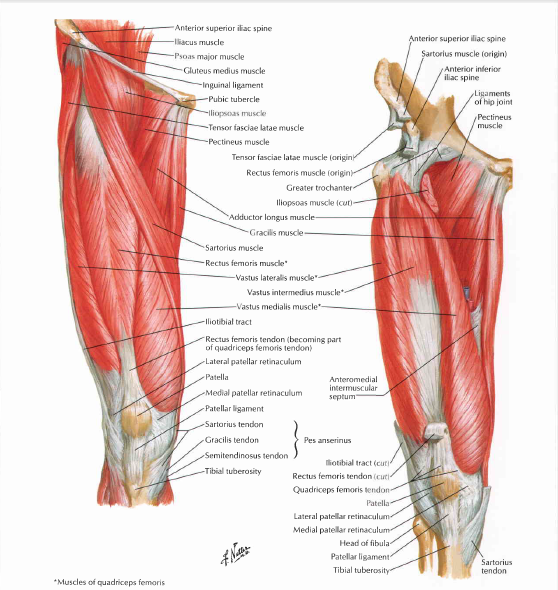 Anterior superior iliac spine
Iliacus muscle
Psoas major muscle
Gluteus medius muscle
Inguinal ligament
Pubic tubercle
Iliopsoas muscle
Tensor fasciae latae muscle
Pectineus muscle
Anterior superior iliac spine
Sartorius muscle (origin)
Anterior inferior
iliac spine
Ligaments
of hip joint
Pectineus
muscle
Tensor fasciae latae muscle (origin)
Rectus femoris muscle (origin)
Greater trochanter
Iliopsoas muscle (cut)
Adductor longus muscle
Gracilis muscle
Sartorius muscle
Rectus femoris muscle*
Vastus lateralis muscle*
Vastus intermedius muscle*
Vastus medialis muscle*
Iliotibial tract
Rectus femoris tendon (becoming part
of quadriceps femoris tendon)
Lateral patellar retinaculum
Patella
Medial patellar retinaculum
Patellar ligament
Sartorius tendon
Gracilis tendon
Semitendinosus tendon
Pes anserinus
Tibial tuberosity
Anteromedial
intermuscular
septum
Iliotibial tract (cut)
Rectus femoris tendon (cut)
Quadriceps femoris tendon
Patella
Lateral patellar retinaculum
Medial patellar retinaculum
Head of fibula
Patellar ligament
Tibial tuberosity
Sartorius
tendon
F. Netter
*Muscles of quadriceps femoris